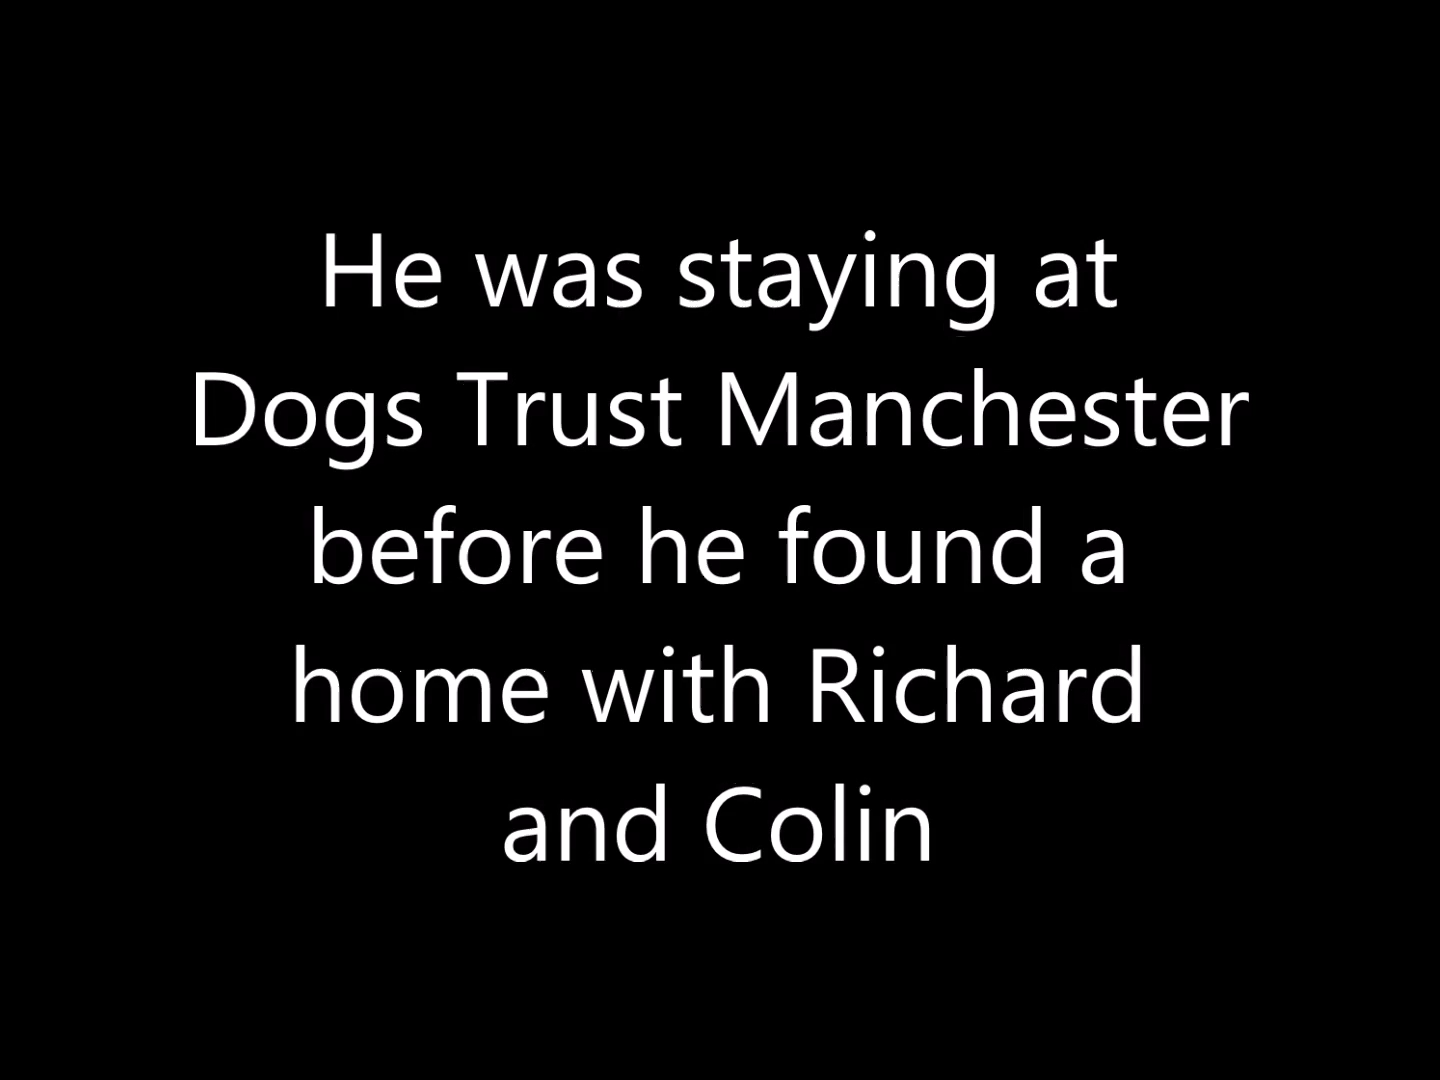 He was staying at
Dogs Trust Manchester
before he found a
home with Richard
and Colin